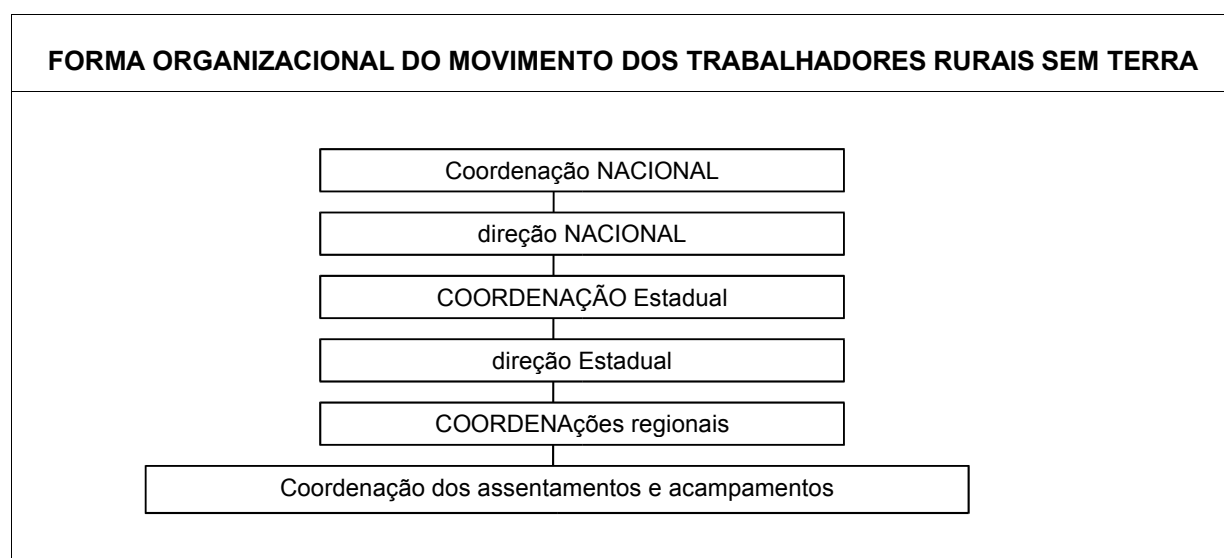 FORMA ORGANIZACIONAL DO MOVIMENTO DOS TRABALHADORES RURAIS SEM TERRA
Coordenação NACIONAL
direção NACIONAL
COORDENAÇÃO Estadual
direção Estadual
COORDENAções regionais
Coordenação dos assentamentos e acampamentos